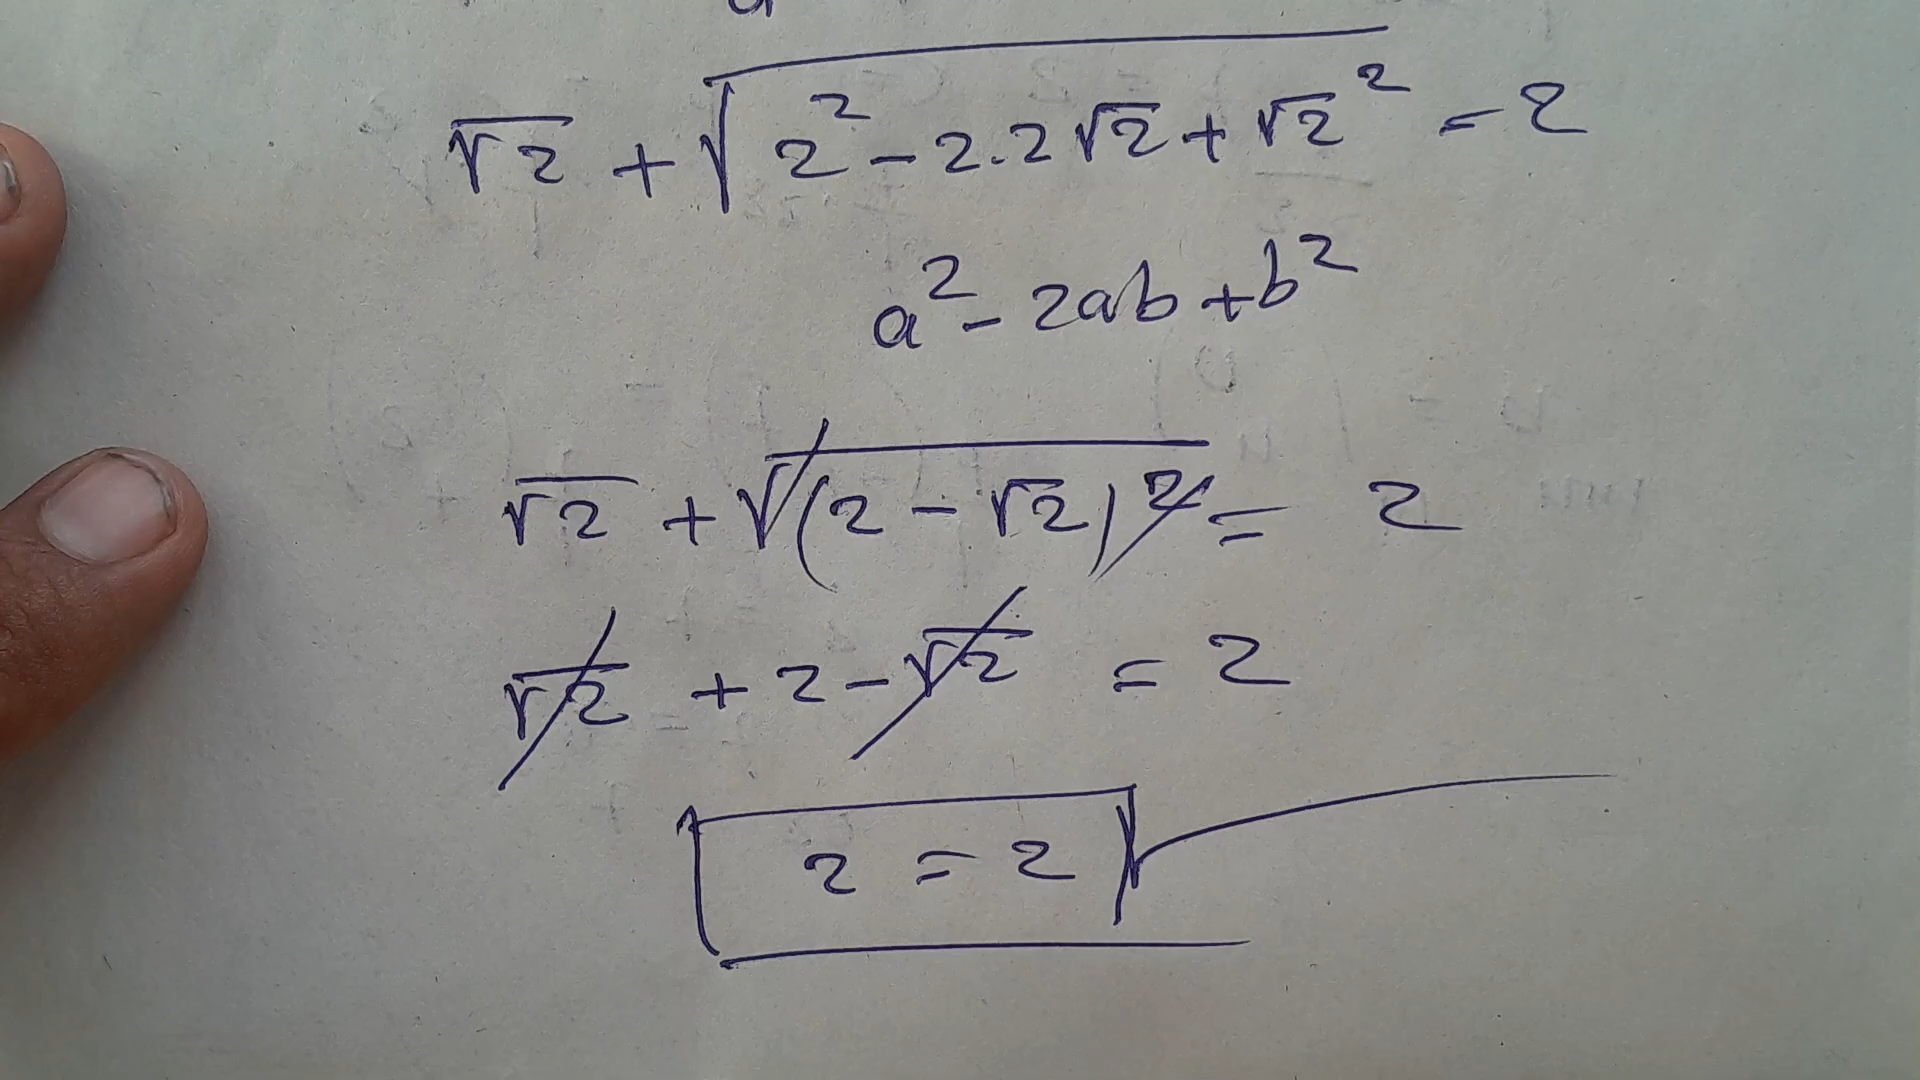 √2 + √(2² - 2.2√2 + √2²) = 2
a² - 2ab + b²
√2 + √(2 - √2)² = 2
√2 + 2 - √2 = 2
2 = 2